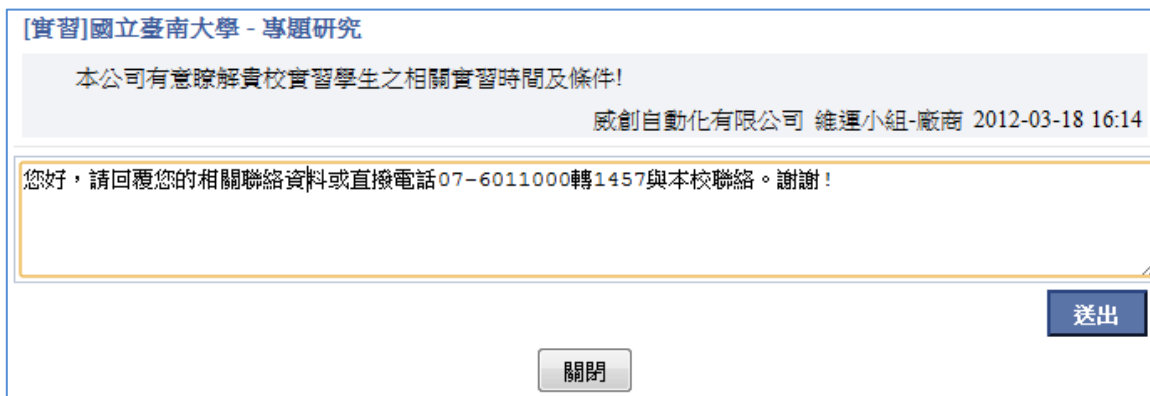 [實習]國立臺南大學 - 專題研究
本公司有意瞭解貴校實習學生之相關實習時間及條件!
威創自動化有限公司 維運小組-廠商 2012-03-18 16:14
您好，請回覆您的相關聯絡資料或直撥電話07-6011000轉1457與本校聯絡。謝謝!
送出
關閉